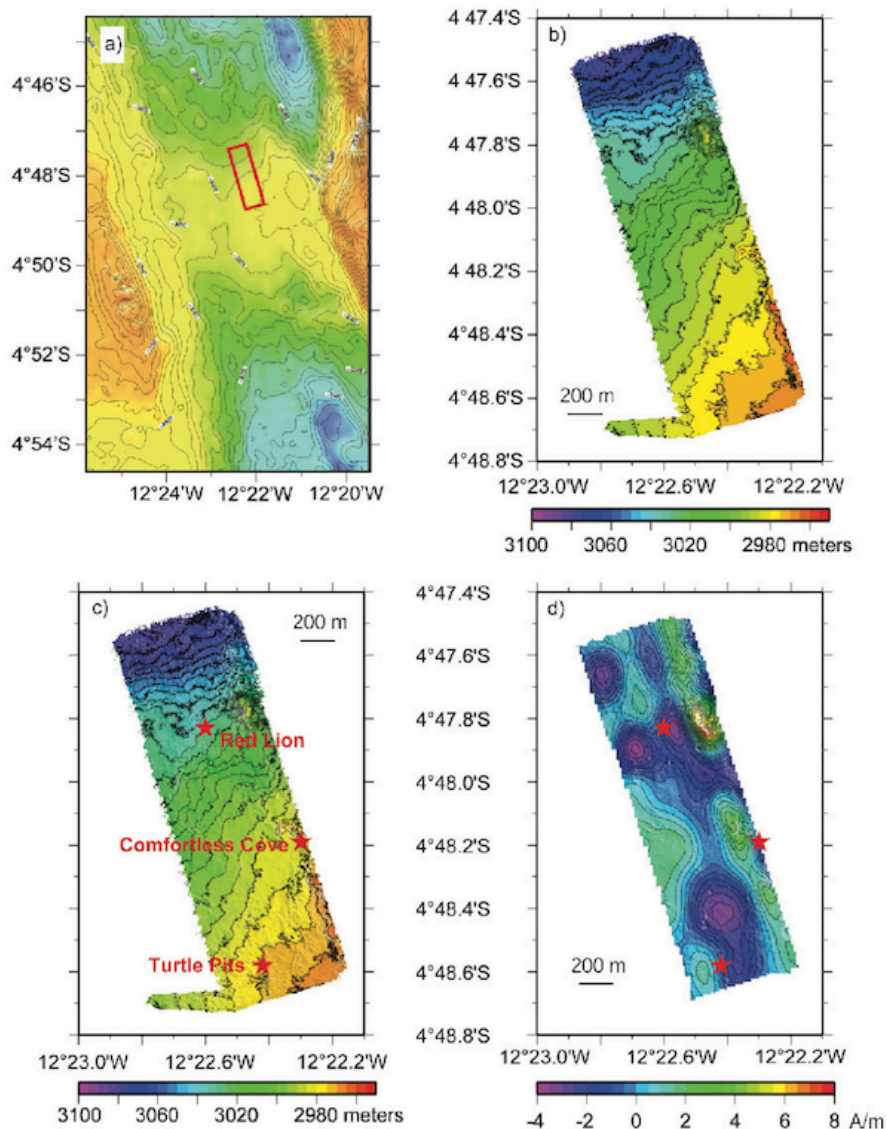 a)
4°46'S
4°48'S
4°50'S
4°52'S
4°54'S
12°24'W 12°22'W 12°20'W
b)
4 47.4'S
4 47.6'S
4 47.8'S
4 48.0'S
4 48.2'S
4°48.4'S
4°48.6'S
4°48.8'S
200 m
12°23.0'W 12°22.6'W 12°22.2'W
3100 3060 3020 2980 meters
c)
200 m
Red Lion
Comfortless Cove
Turtle Pits
12°23.0'W 12°22.6'W 12°22.2'W
3100 3060 3020 2980 meters
d)
4°47.4'S
4°47.6'S
4°47.8'S
4°48.0'S
4°48.2'S
4°48.4'S
4°48.6'S
4°48.8'S
200 m
12°23.0'W 12°22.6'W 12°22.2'W
-4 -2 0 2 4 6 8 A/m